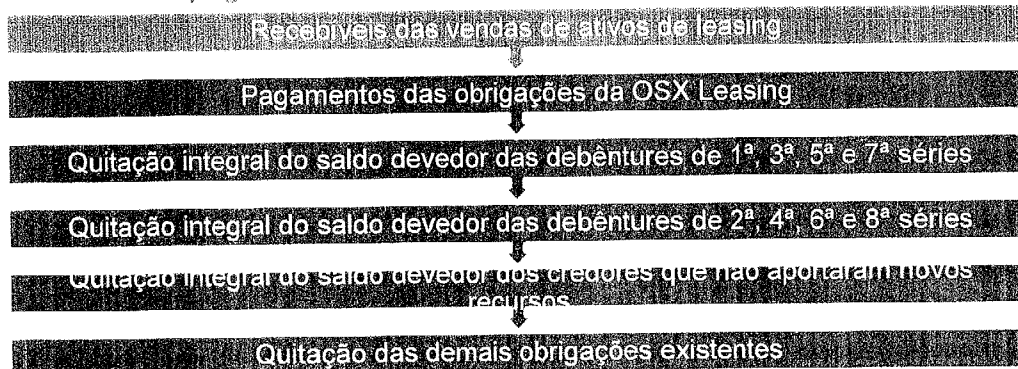 Recebíveis das vendas de ativos de leasing
Pagamentos das obrigações da OSX Leasing
Quitação integral do saldo devedor das debêntures de 1ª, 3ª, 5ª e 7ª séries
Quitação integral do saldo devedor das debêntures de 2ª, 4ª, 6ª e 8ª séries
Quitação integral do saldo devedor dos credores que não aportaram novos
recursos
Quitação das demais obrigações existentes